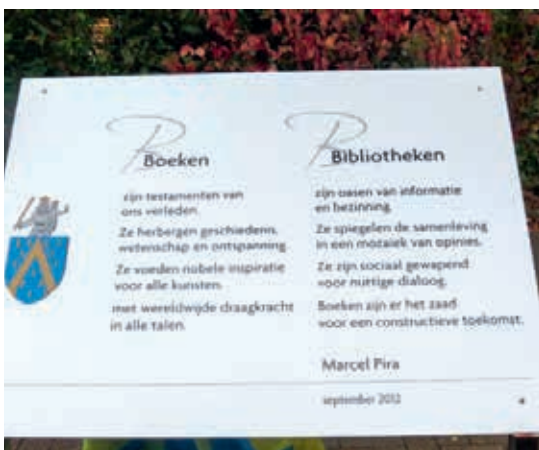 Boeken
zijn testamenten van
ons verleden.
Ze herbergen geschiedenis,
wetenschap en ontspanning.
Ze voeden nobele inspiratie
voor alle kunsten.
met wereldwijde draagkracht
in alle talen.
Bibliotheken
zijn oasen van informatie
en bezinning.
Ze spiegelen de samenleving
in een mozaïek van opinies.
Ze zijn sociaal gewapend
voor nuttige dialoog.
Boeken zijn er het zaad
voor een constructieve toekomst.
Marcel Pira
september 2012